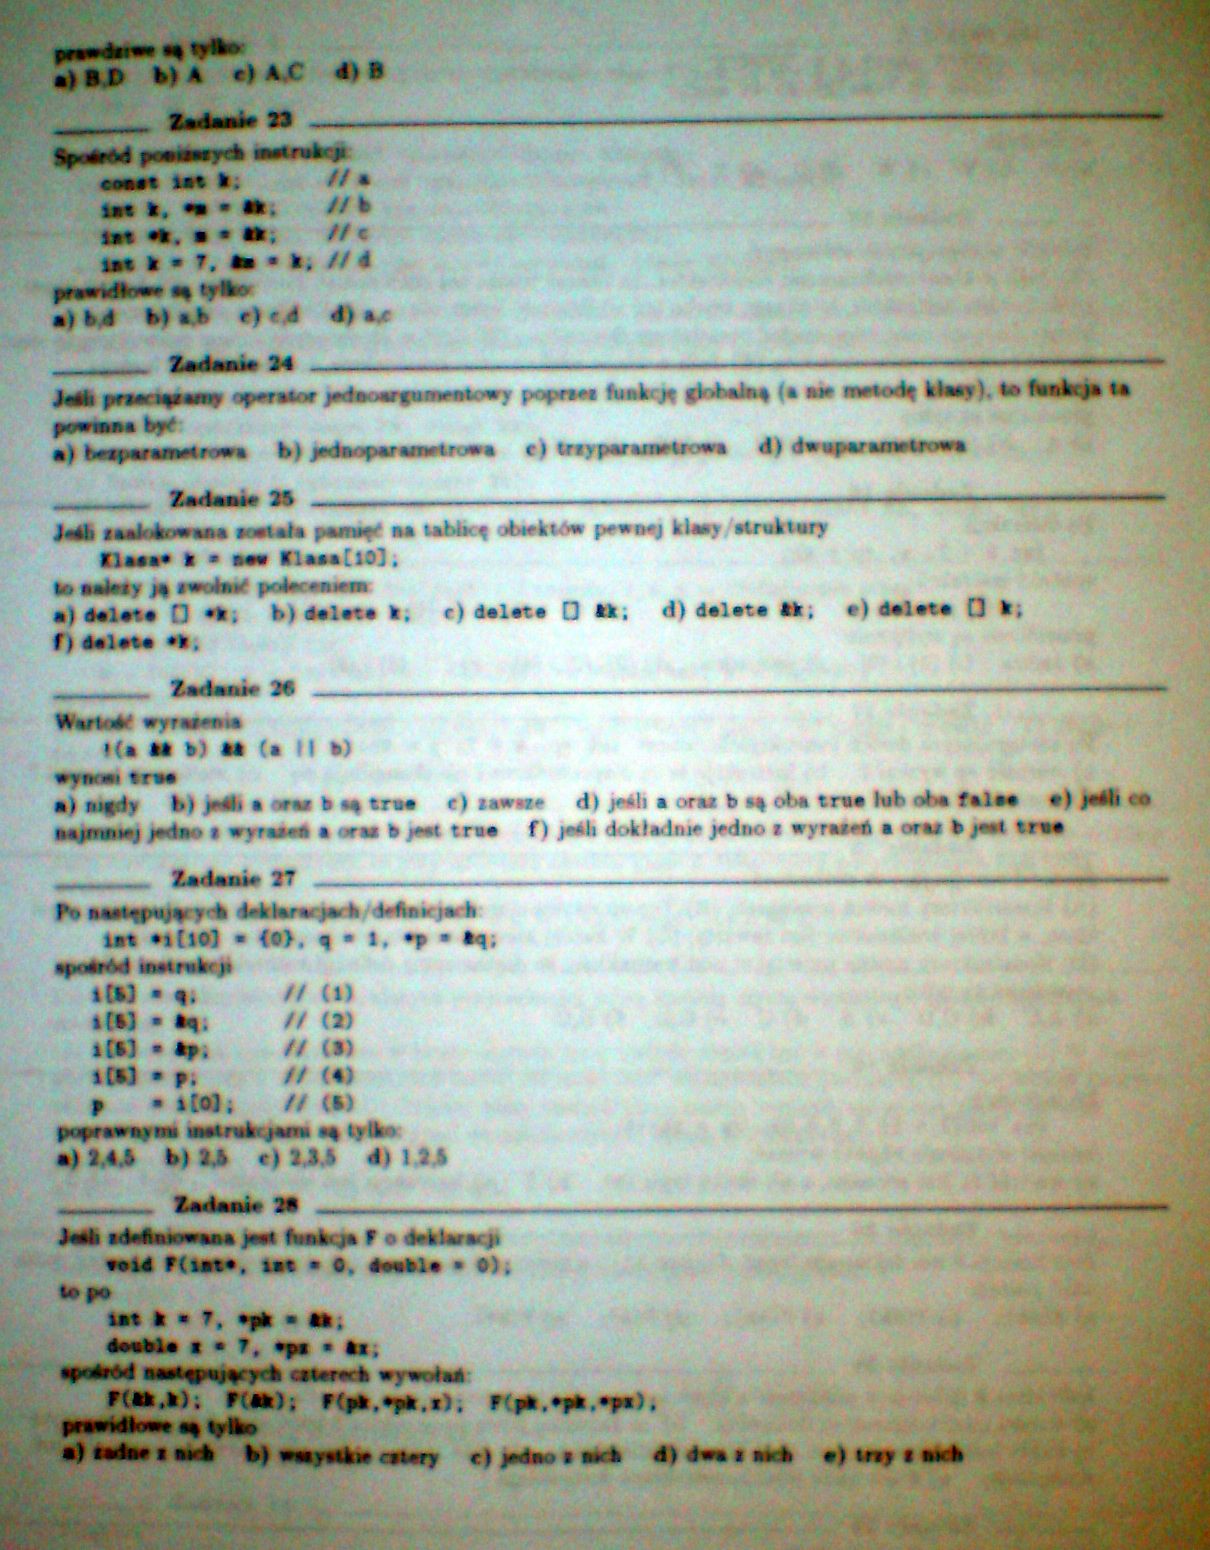 prawdziwe są tylko:
a) B,D b) A c) A,C d) B
Zadanie 23
Spośród poniższych instrukcji:
const int k; // a
int k, *m = &k; // b
int *k, m = &k; // c
int k = 7, &m = k; // d
prawidłowe są tylko:
a) b,d b) a,b c) c,d d) a,c
Zadanie 24
Jeśli przeciążamy operator jednoargumentowy poprzez funkcję globalną (a nie metodę klasy), to funkcja ta
powinna być:
a) bezparametrowa b) jednoparametrowa c) trzyparametrowa d) dwuparametrowa
Zadanie 25
Jeśli zaalokowana została pamięć na tablicę obiektów pewnej klasy/struktury
Klasa* k = new Klasa[10];
to należy ją zwolnić poleceniem:
a) delete [] *k; b) delete k; c) delete [] &k; d) delete &k; e) delete [] k;
f) delete *k;
Zadanie 26
Wartość wyrażenia
!(a && b) && (a || b)
wynosi true
a) nigdy b) jeśli a oraz b są true c) zawsze d) jeśli a oraz b są oba true lub oba false e) jeśli co
najmniej jedno z wyrażeń a oraz b jest true f) jeśli dokładnie jedno z wyrażeń a oraz b jest true
Zadanie 27
Po następujących deklaracjach/definicjach:
int *i[10] = {0}, q = 1, *p = &q;
spośród instrukcji
i[5] = q; // (1)
i[5] = &q; // (2)
i[5] = &p; // (3)
i[5] = p; // (4)
p = i[0]; // (5)
poprawnymi instrukcjami są tylko:
a) 2,4,5 b) 2,5 c) 2,3,5 d) 1,2,5
Zadanie 28
Jeśli zdefiniowana jest funkcja F o deklaracji
void F(int*, int = 0, double = 0);
to po
int k = 7, *pk = &k;
double x = 7, *px = &x;
spośród następujących czterech wywołań:
F(&k,k); F(&k); F(pk,*pk,x); F(pk,*pk,*px);
prawidłowe są tylko
a) żadne z nich b) wszystkie cztery c) jedno z nich d) dwa z nich e) trzy z nich